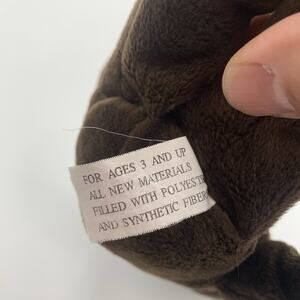 FOR AGES 3 AND UP
ALL NEW MATERIALS
FILLED WITH POLYESTE
AND SYNTHETIC FIBER